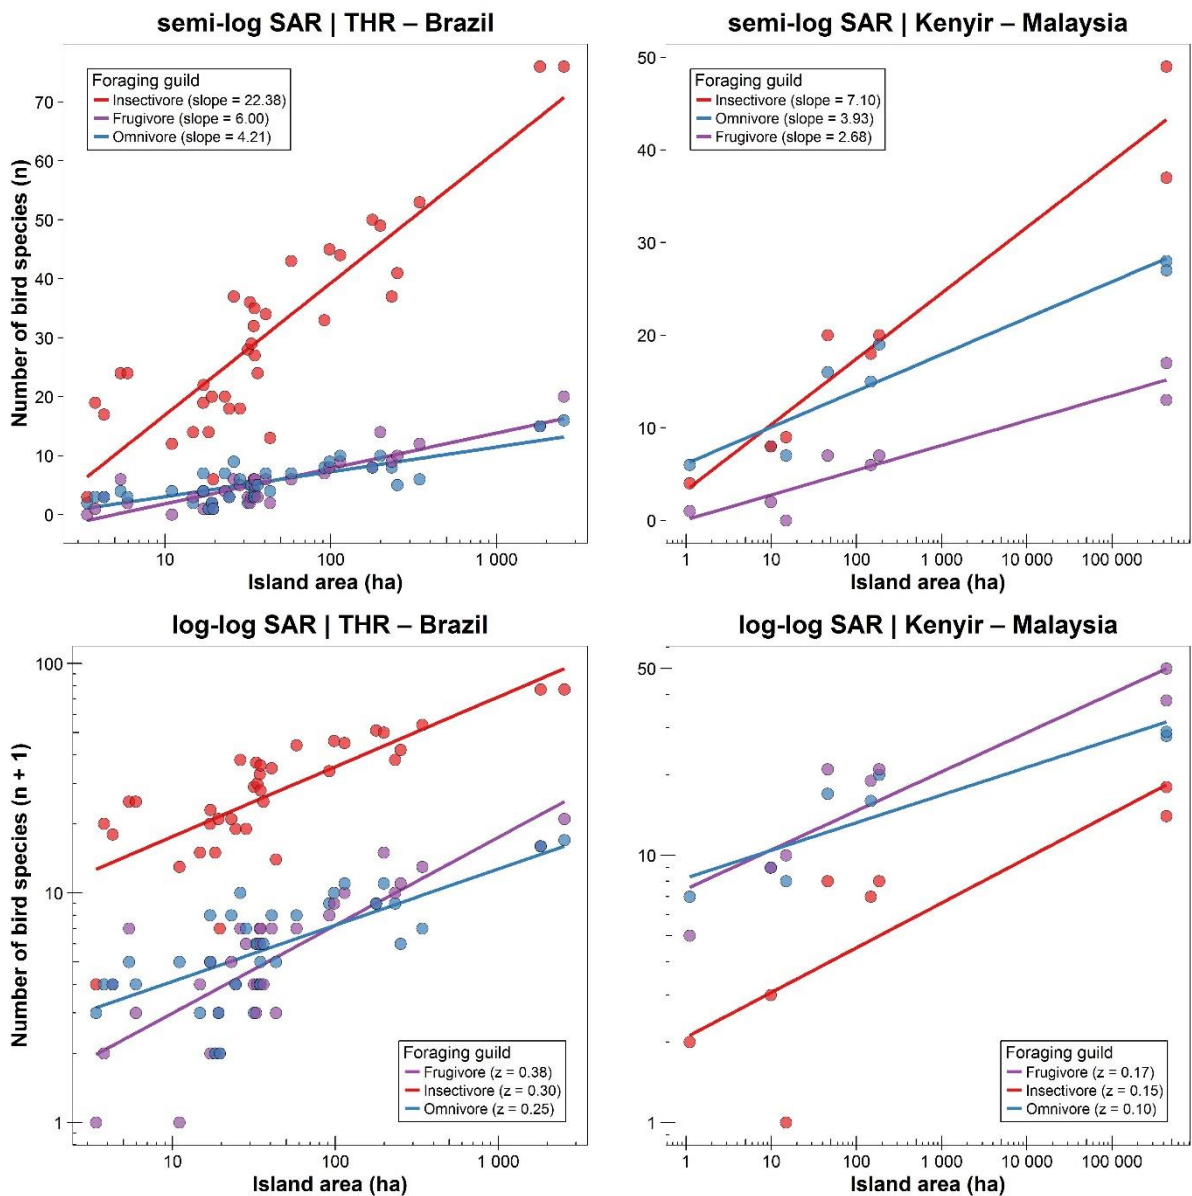 semi-log SAR | THR – Brazil
semi-log SAR | Kenyir – Malaysia
Number of bird species (n)
70
60
50
40
30
20
10
0
Foraging guild
Insectivore (slope = 22.38)
Frugivore (slope = 6.00)
Omnivore (slope = 4.21)
10
100
1 000
Island area (ha)
50
40
30
20
10
0
Foraging guild
Insectivore (slope = 7.10)
Omnivore (slope = 3.93)
Frugivore (slope = 2.68)
1
10
100
1 000
10 000
100 000
Island area (ha)
log-log SAR | THR – Brazil
log-log SAR | Kenyir – Malaysia
Number of bird species (n + 1)
100
10
1
Foraging guild
Frugivore (z = 0.38)
Insectivore (z = 0.30)
Omnivore (z = 0.25)
10
100
1 000
Island area (ha)
50
10
1
Foraging guild
Frugivore (z = 0.17)
Insectivore (z = 0.15)
Omnivore (z = 0.10)
1
10
100
1 000
10 000
100 000
Island area (ha)